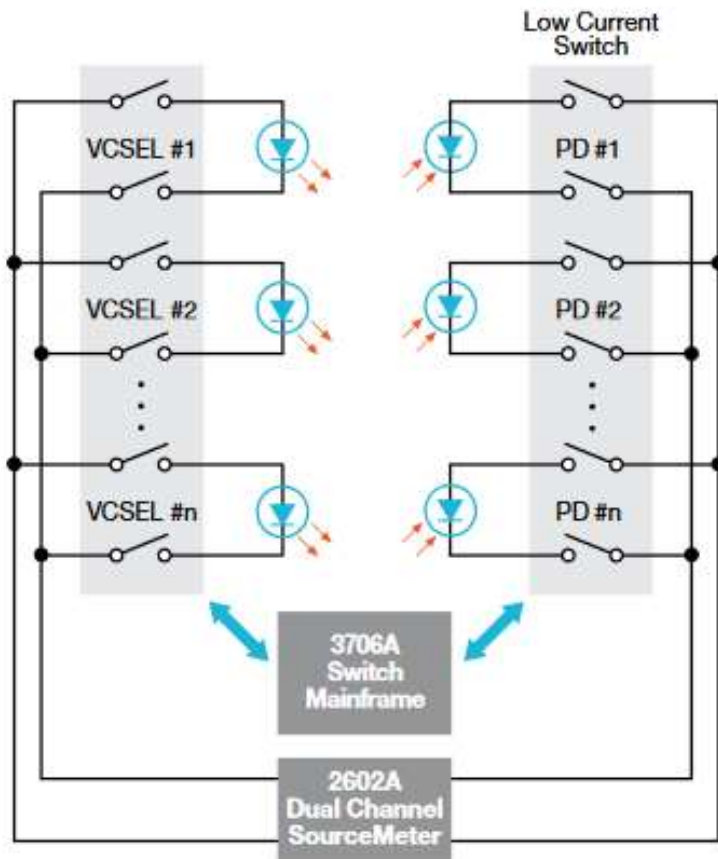 Low Current
Switch
VCSEL #1
PD #1
VCSEL #2
PD #2
VCSEL #n
PD #n
3706A
Switch
Mainframe
2602A
Dual Channel
SourceMeter